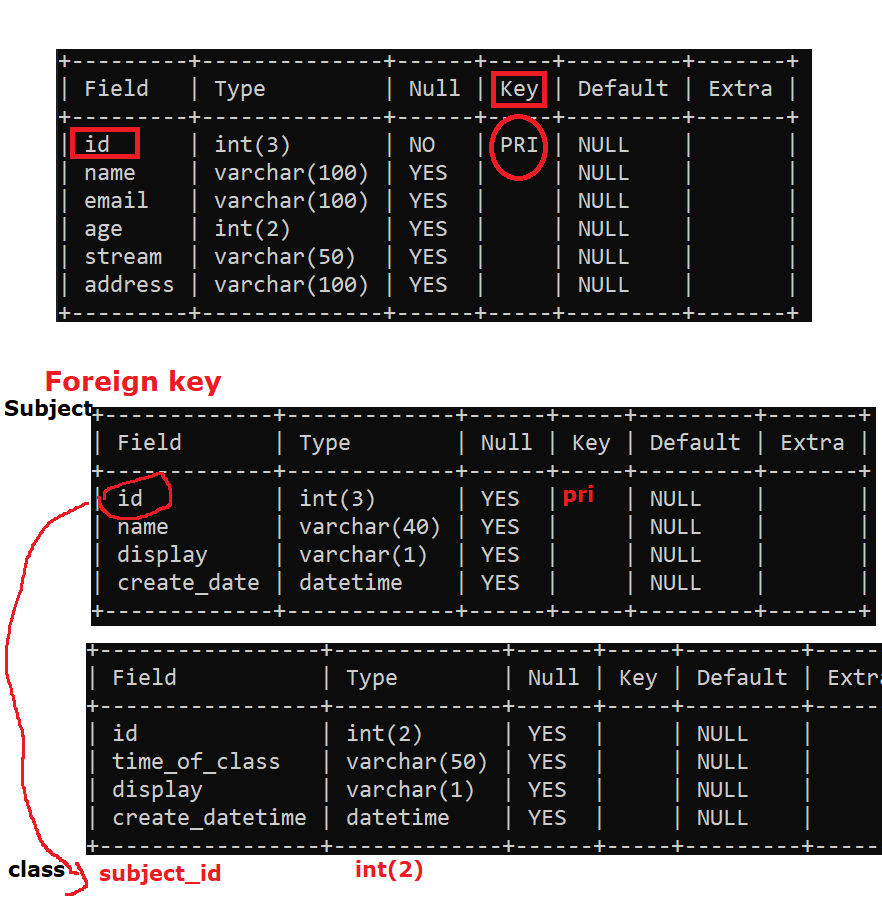 +---------+--------------+------+-----+---------+-------+
| Field   | Type         | Null | Key | Default | Extra |
+---------+--------------+------+-----+---------+-------+
| id      | int(3)       | NO   | PRI | NULL    |       |
| name    | varchar(100) | YES  |     | NULL    |       |
| email   | varchar(100) | YES  |     | NULL    |       |
| age     | int(2)       | YES  |     | NULL    |       |
| stream  | varchar(50)  | YES  |     | NULL    |       |
| address | varchar(100) | YES  |     | NULL    |       |
+---------+--------------+------+-----+---------+-------+
Foreign key
Subject
+-------------+-------------+------+-----+---------+-------+
| Field       | Type        | Null | Key | Default | Extra |
+-------------+-------------+------+-----+---------+-------+
| id          | int(3)      | YES  | pri | NULL    |       |
| name        | varchar(40) | YES  |     | NULL    |       |
| display     | varchar(1)  | YES  |     | NULL    |       |
| create_date | datetime    | YES  |     | NULL    |       |
+-------------+-------------+------+-----+---------+-------+
+-----------------+-------------+------+-----+---------+-----
| Field           | Type        | Null | Key | Default | Extra
+-----------------+-------------+------+-----+---------+-----
| id              | int(2)      | YES  |     | NULL    |
| time_of_class   | varchar(50) | YES  |     | NULL    |
| display         | varchar(1)  | YES  |     | NULL    |
| create_datetime | datetime    | YES  |     | NULL    |
+-----------------+-------------+------+-----+---------+-----
class subject_id int(2)